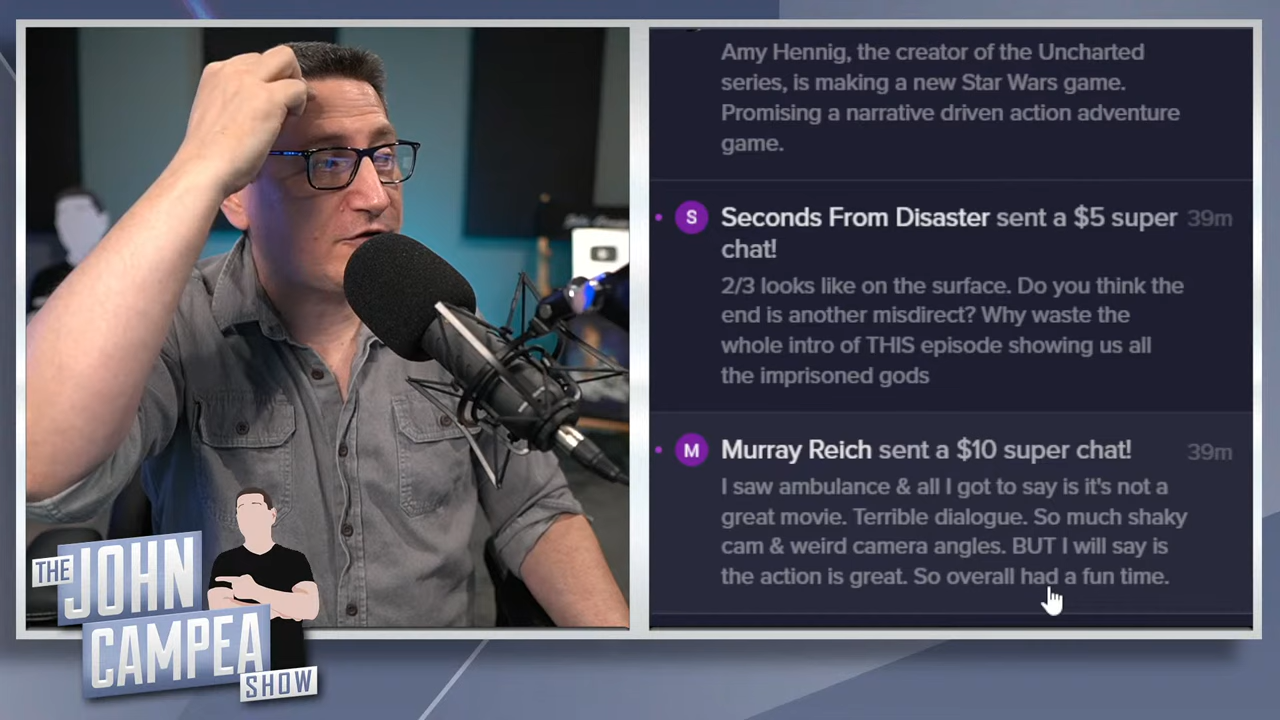 Amy Hennig, the creator of the Uncharted
series, is making a new Star Wars game.
Promising a narrative driven action adventure
game.
S
Seconds From Disaster sent a $5 super
chat!
39m
2/3 looks like on the surface. Do you think the
end is another misdirect? Why waste the
whole intro of THIS episode showing us all
the imprisoned gods
M
Murray Reich sent a $10 super chat!
39m
I saw ambulance & all I got to say is it's not a
great movie. Terrible dialogue. So much shaky
cam & weird camera angles. BUT I will say is
the action is great. So overall had a fun time.
THE
JOHN
CAMPEA
SHOW